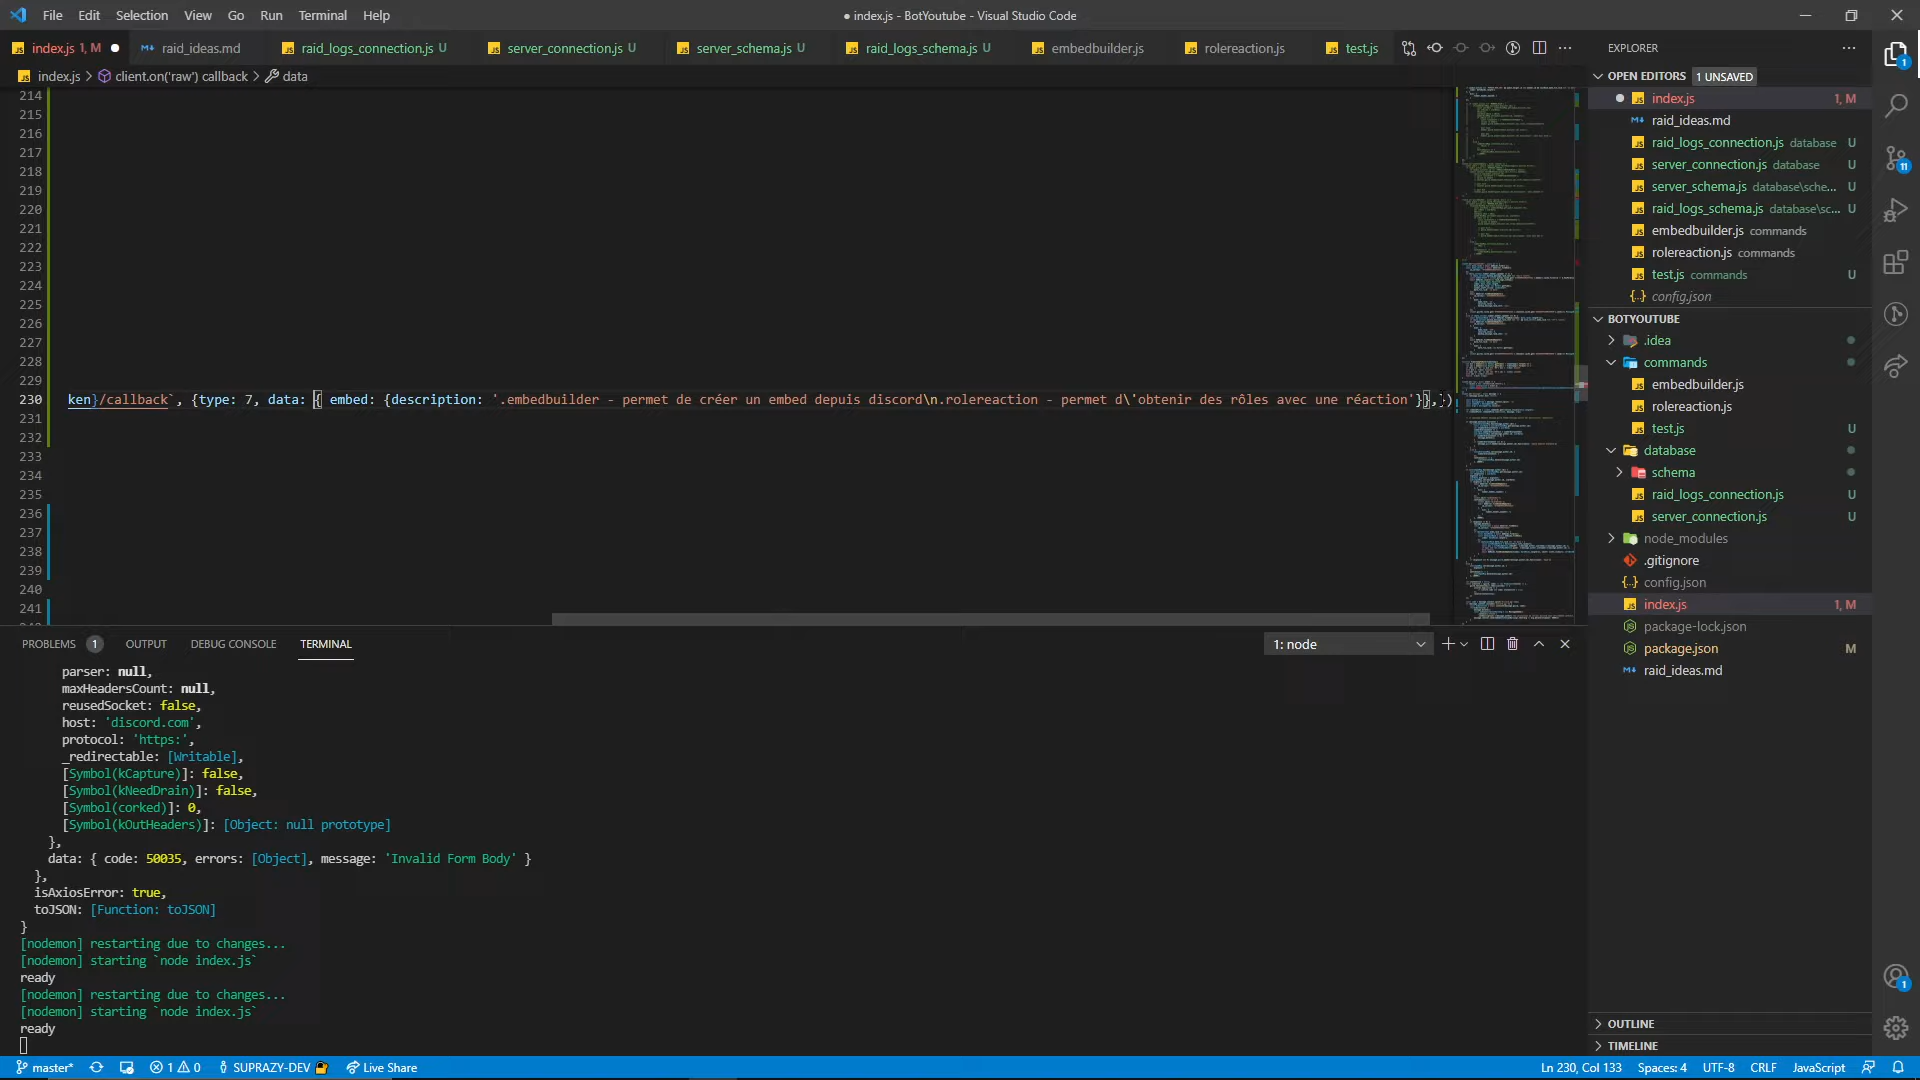 File Edit Selection View Go Run Terminal Help
● index.js - BotYoutube - Visual Studio Code
index.js 1, M ● raid_ideas.md raid_logs_connection.js U server_connection.js U server_schema.js U raid_logs_schema.js U embedbuilder.js rolereaction.js test.js
index.js > client.on('raw') callback > data
214
215
216
217
218
219
220
221
222
223
224
225
226
227
228
229
230 ken}/callback`, {type: 7, data: { embed: {description: '.embedbuilder - permet de créer un embed depuis discord\n.rolereaction - permet d\'obtenir des rôles avec une réaction'}},})
231
232
233
234
235
236
237
238
239
240
241
PROBLEMS 1 OUTPUT DEBUG CONSOLE TERMINAL
1: node
parser: null,
maxHeadersCount: null,
reusedSocket: false,
host: 'discord.com',
protocol: 'https:',
_redirectable: [Writable],
[Symbol(kCapture)]: false,
[Symbol(kNeedDrain)]: false,
[Symbol(corked)]: 0,
[Symbol(kOutHeaders)]: [Object: null prototype]
},
data: { code: 50035, errors: [Object], message: 'Invalid Form Body' }
},
isAxiosError: true,
toJSON: [Function: toJSON]
}
[nodemon] restarting due to changes...
[nodemon] starting `node index.js`
ready
[nodemon] restarting due to changes...
[nodemon] starting `node index.js`
ready
EXPLORER
OPEN EDITORS 1 UNSAVED
index.js 1, M
raid_ideas.md
raid_logs_connection.js database U
server_connection.js database U
server_schema.js database\sche... U
raid_logs_schema.js database\sc... U
embedbuilder.js commands
rolereaction.js commands
test.js commands U
config.json
BOTYOUTUBE
.idea
commands
embedbuilder.js
rolereaction.js
test.js U
database
schema
raid_logs_connection.js U
server_connection.js U
node_modules
.gitignore
config.json
index.js 1, M
package-lock.json
package.json M
raid_ideas.md
OUTLINE
TIMELINE
1
11
1
master* 1 0 SUPRAZY-DEV Live Share
Ln 230, Col 133 Spaces: 4 UTF-8 CRLF JavaScript